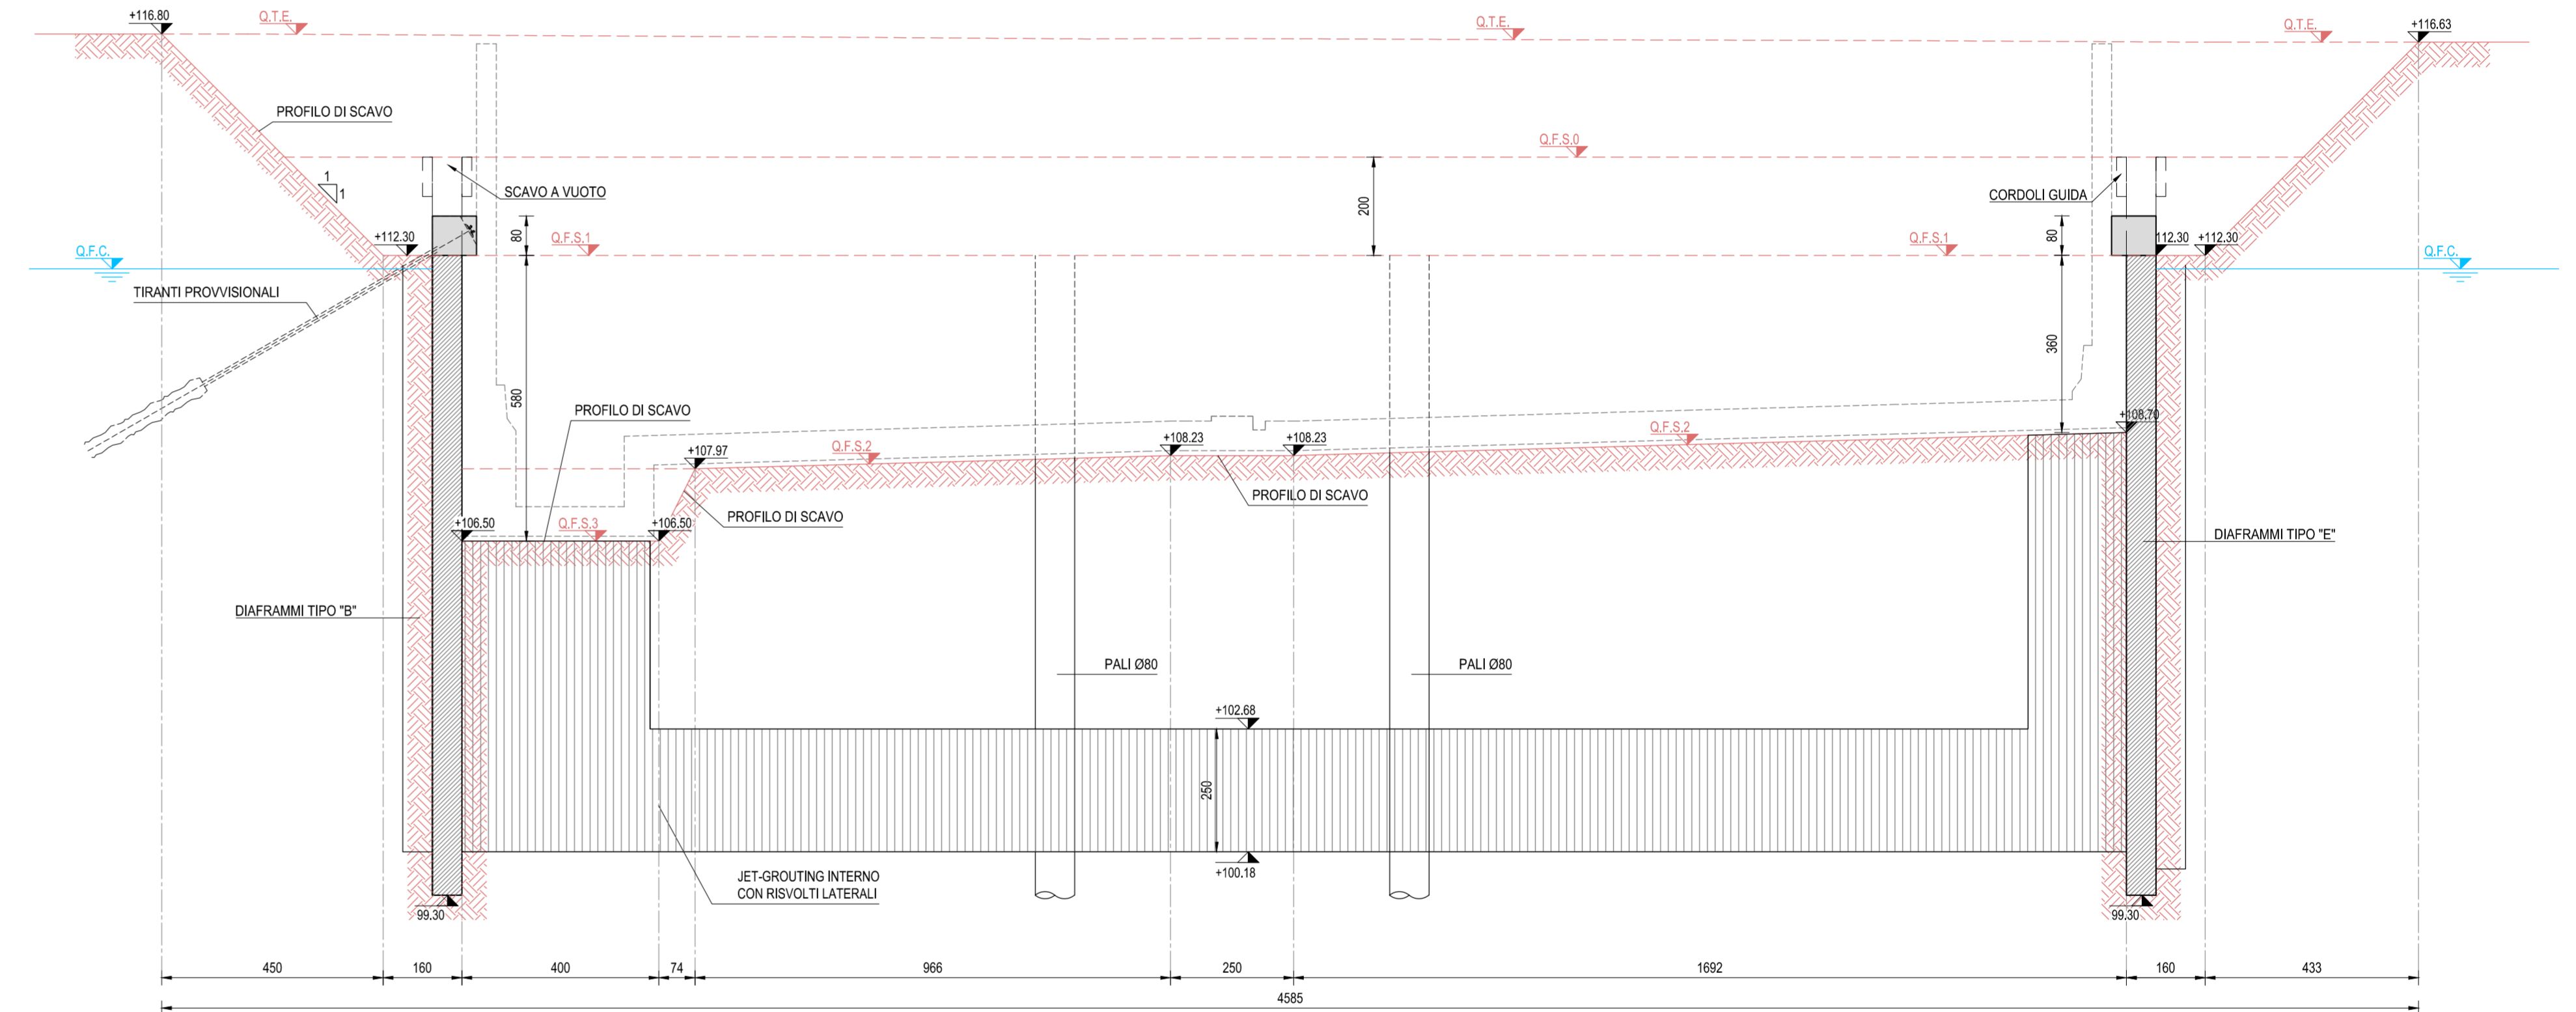 +116.80
Q.T.E.
Q.T.E.
Q.T.E.
+116.63
PROFILO DI SCAVO
Q.F.S.0
1
1
SCAVO A VUOTO
200
CORDOLI GUIDA
+112.30
80
Q.F.S.1
Q.F.S.1
80
112.30
+112.30
Q.F.C.
Q.F.C.
TIRANTI PROVVISIONALI
360
580
PROFILO DI SCAVO
+108.70
+107.97
Q.F.S.2
+108.23
+108.23
Q.F.S.2
PROFILO DI SCAVO
PROFILO DI SCAVO
+106.50
Q.F.S.3
+106.50
DIAFRAMMI TIPO "E"
DIAFRAMMI TIPO "B"
PALI Ø80
PALI Ø80
+102.68
250
+100.18
JET-GROUTING INTERNO
CON RISVOLTI LATERALI
99.30
99.30
450
160
400
74
966
250
1692
160
433
4585